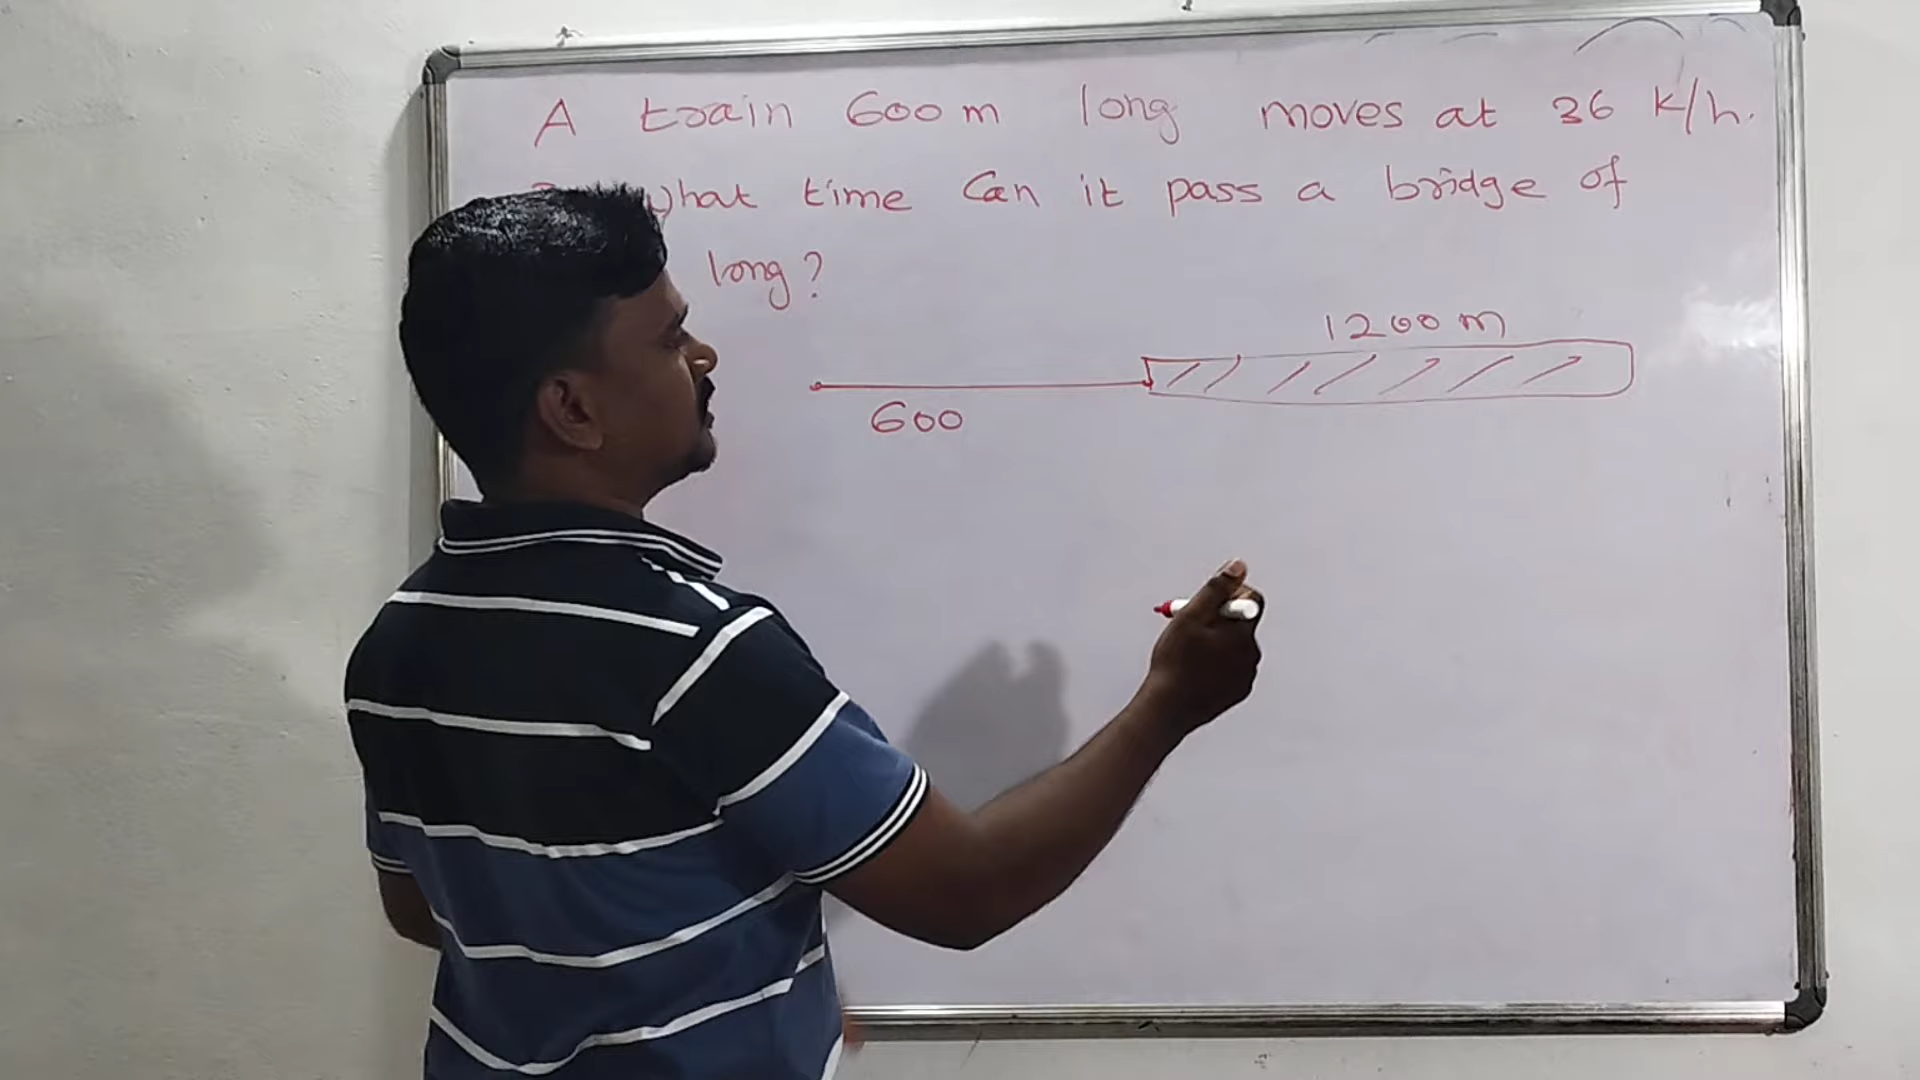 A train 600 m long moves at 36 K/h.
what time Can it pass a bridge of
long?
1200 m
600